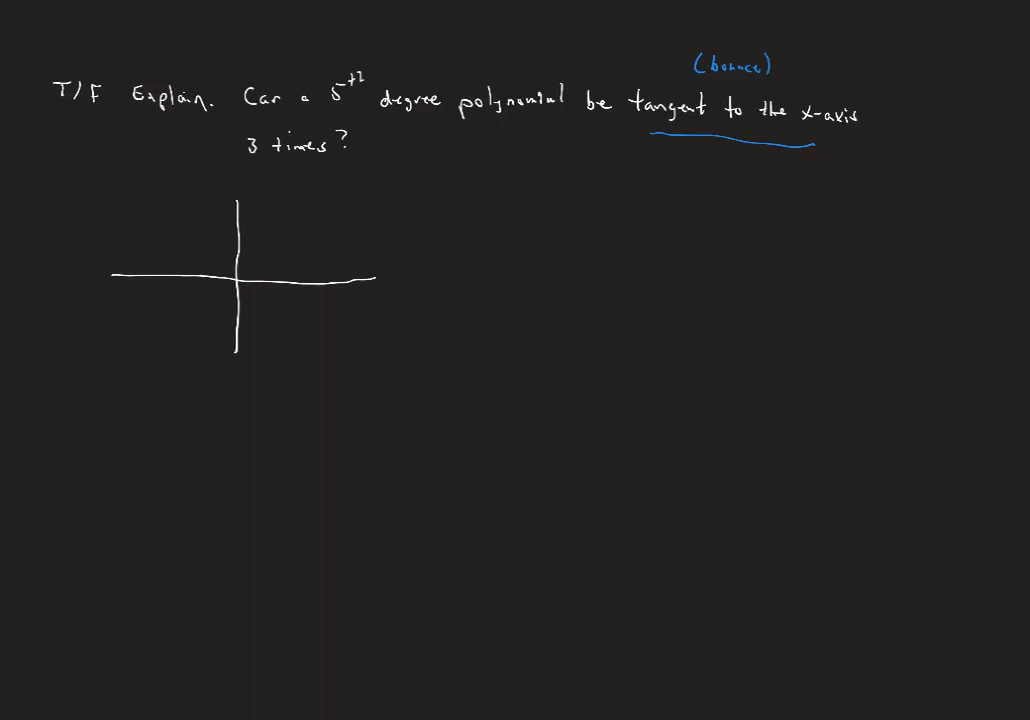 (bounce)
T/F Explain. Can a 5th degree polynomial be tangent to the x-axis
3 times?